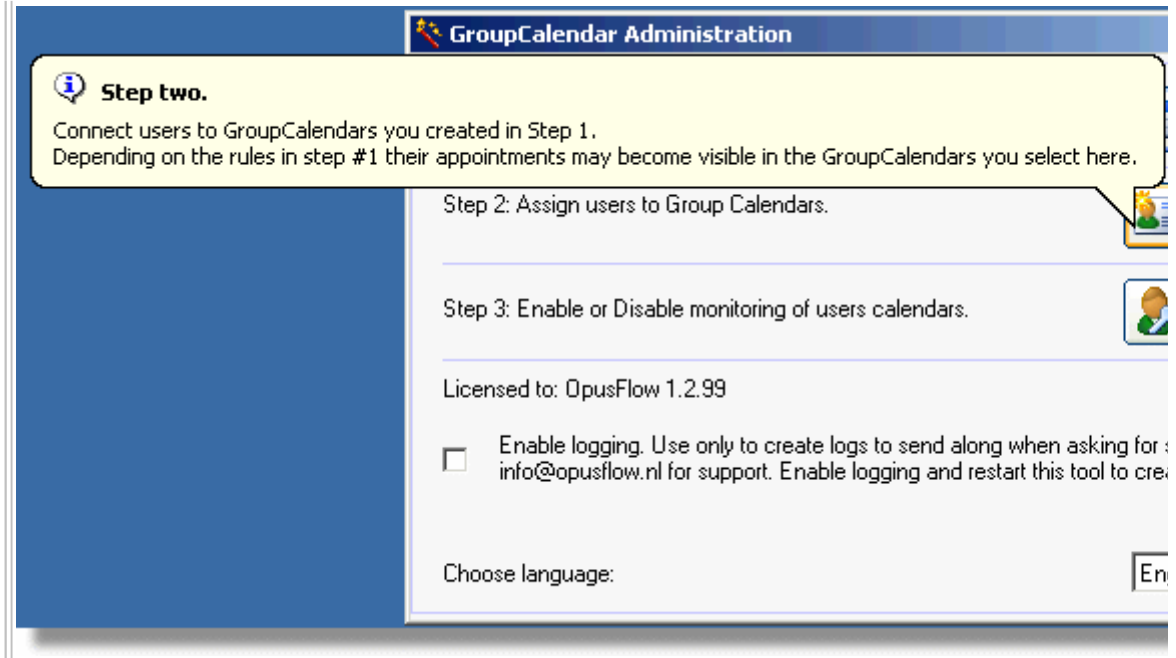 GroupCalendar Administration
Step two.
Connect users to GroupCalendars you created in Step 1.
Depending on the rules in step #1 their appointments may become visible in the GroupCalendars you select here.
Step 2: Assign users to Group Calendars.
Step 3: Enable or Disable monitoring of users calendars.
Licensed to: OpusFlow 1.2.99
Enable logging. Use only to create logs to send along when asking for
info@opusflow.nl for support. Enable logging and restart this tool to
Choose language: